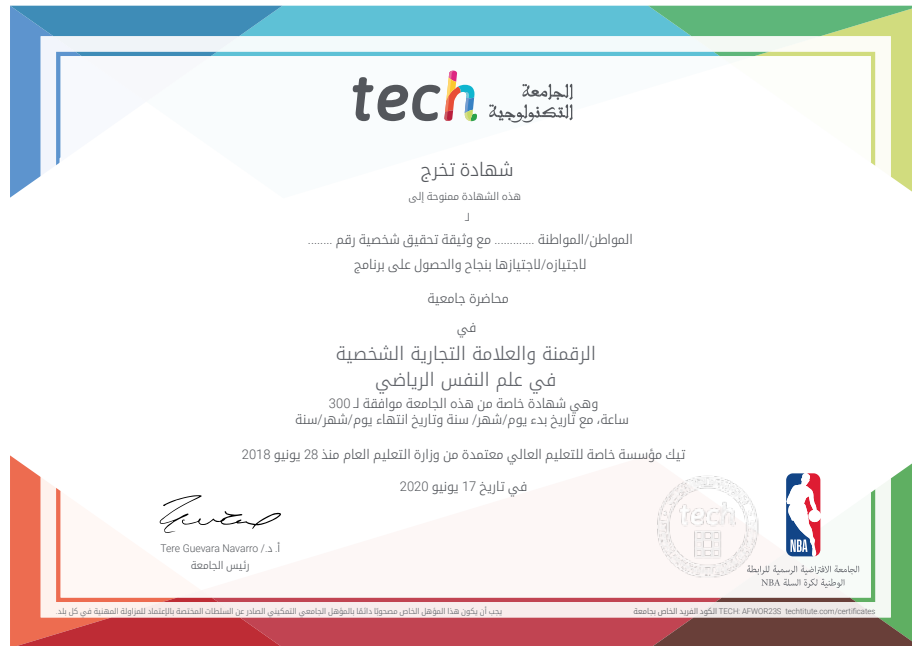 tech الجامعة
التكنولوجية
شهادة تخرج
هذه الشهادة ممنوحة إلى
لـ
المواطن/المواطنة ............ مع وثيقة تحقيق شخصية رقم ........
لاجتيازه/لاجتيازها بنجاح والحصول على برنامج
محاضرة جامعية
في
الرقمنة والعلامة التجارية الشخصية
في علم النفس الرياضي
وهي شهادة خاصة من هذه الجامعة موافقة لـ 300
ساعة، مع تاريخ بدء يوم/شهر/ سنة وتاريخ انتهاء يوم/شهر/سنة
تيك مؤسسة خاصة للتعليم العالي معتمدة من وزارة التعليم العام منذ 28 يونيو 2018
في تاريخ 17 يونيو 2020
tech
NBA
أ. د./ Tere Guevara Navarro
رئيس الجامعة
الجامعة الافتراضية الرسمية للرابطة
الوطنية لكرة السلة NBA
يجب أن يكون هذا المؤهل الخاص مصحوبًا دائمًا بالمؤهل الجامعي التمكيني الصادر عن السلطات المختصة بالإعتماد للمزاولة المهنية في كل بلد.
الكود الفريد الخاص بجامعة TECH: AFWOR23S techtitute.com/certificates